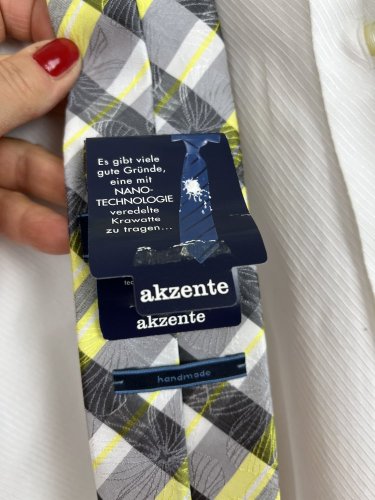 Es gibt viele
gute Gründe,
eine mit
NANO-
TECHNOLOGIE
veredelte
Krawatte
zu tragen...
akzente
akzente
handmade